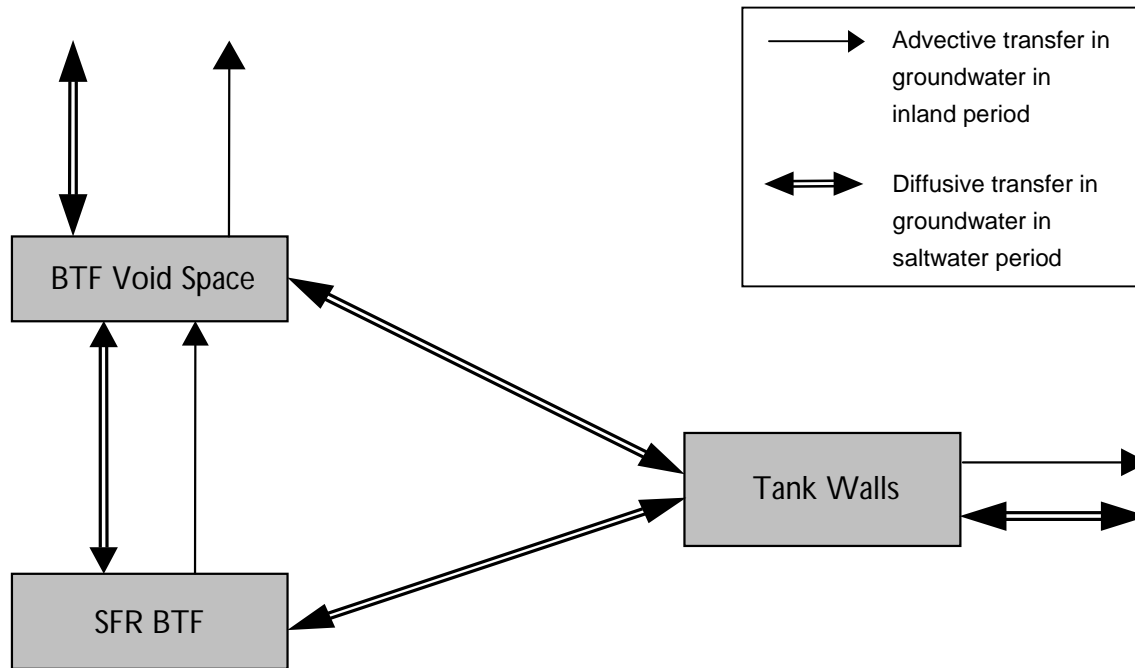 Advective transfer in
groundwater in
inland period
Diffusive transfer in
groundwater in
saltwater period
BTF Void Space
Tank Walls
SFR BTF